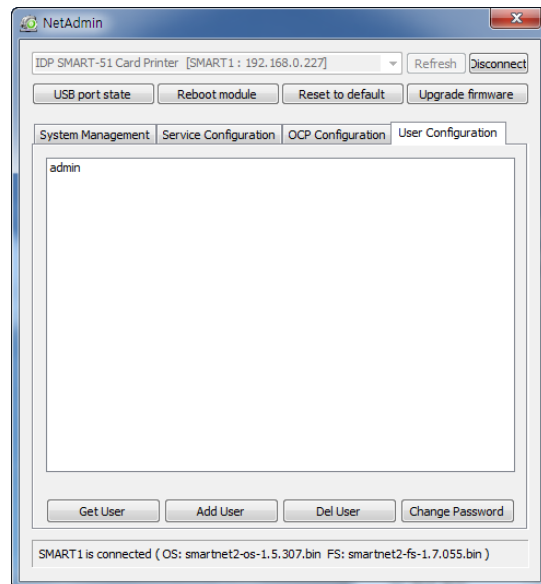 NetAdmin
IDP SMART-51 Card Printer [SMART1 : 192.168.0.227] Refresh Disconnect
USB port state Reboot module Reset to default Upgrade firmware
System Management Service Configuration OCP Configuration User Configuration
admin
Get User Add User Del User Change Password
SMART1 is connected ( OS: smartnet2-os-1.5.307.bin FS: smartnet2-fs-1.7.055.bin )